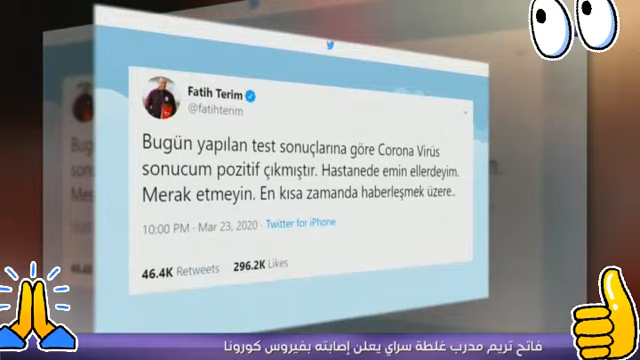 Fatih Terim
@fatihterim
Bugün yapılan test sonuçlarına göre Corona Virüs
sonucum pozitif çıkmıştır. Hastanede emin ellerdeyim.
Merak etmeyin. En kısa zamanda haberleşmek üzere..
10:00 PM · Mar 23, 2020 · Twitter for iPhone
46.4K Retweets 296.2K Likes
فاتح تريم مدرب غلطة سراي يعلن إصابته بفيروس كورونا